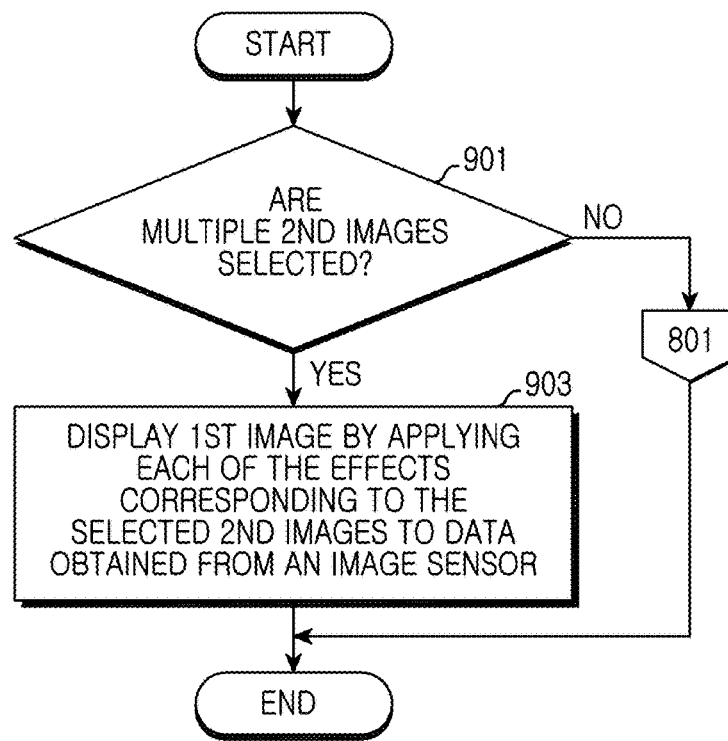 START
901
ARE
MULTIPLE 2ND IMAGES
SELECTED?
NO
801
YES
903
DISPLAY 1ST IMAGE BY APPLYING
EACH OF THE EFFECTS
CORRESPONDING TO THE
SELECTED 2ND IMAGES TO DATA
OBTAINED FROM AN IMAGE SENSOR
END